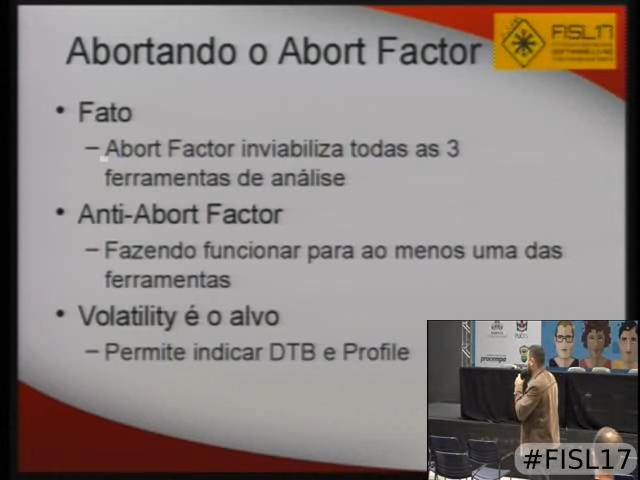 Abortando o Abort Factor
FISL17
• Fato
– Abort Factor inviabiliza todas as 3
ferramentas de análise
• Anti-Abort Factor
– Fazendo funcionar para ao menos uma das
ferramentas
• Volatility é o alvo
– Permite indicar DTB e Profile
procempa
#FISL17